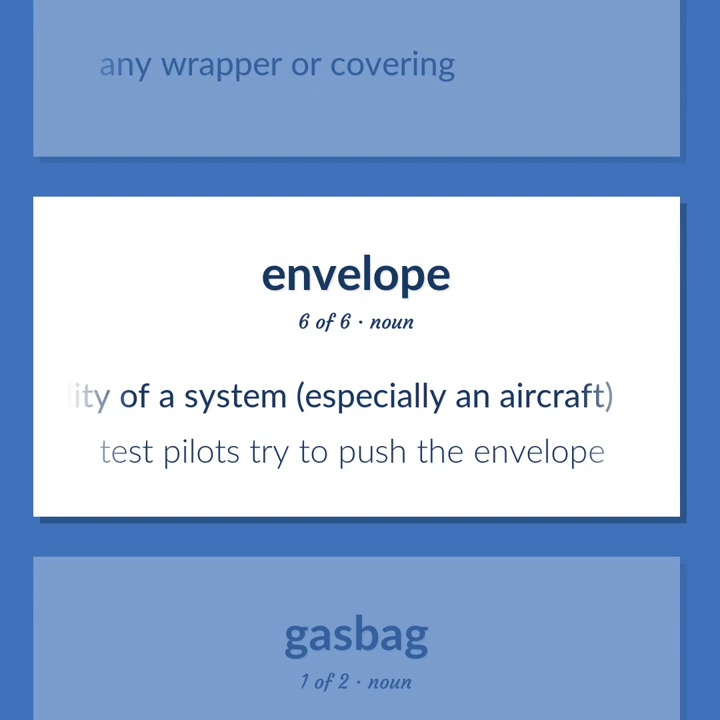 any wrapper or covering
envelope
6 of 6 · noun
of a system (especially an aircraft)
test pilots try to push the envelope
gasbag
1 of 2 · noun